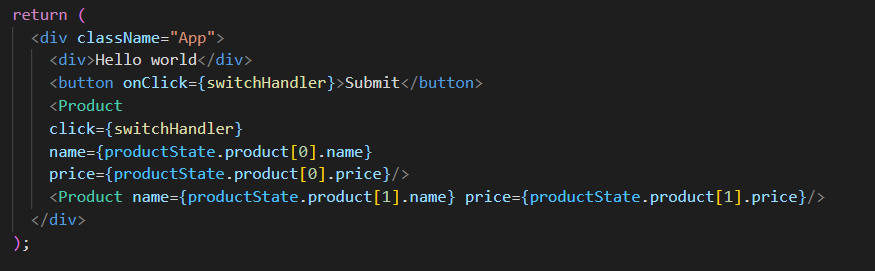 return (
<div className="App">
<div>Hello world</div>
<button onClick={switchHandler}>Submit</button>
<Product
click={switchHandler}
name={productState.product[0].name}
price={productState.product[0].price}/>
<Product name={productState.product[1].name} price={productState.product[1].price}/>
</div>
);